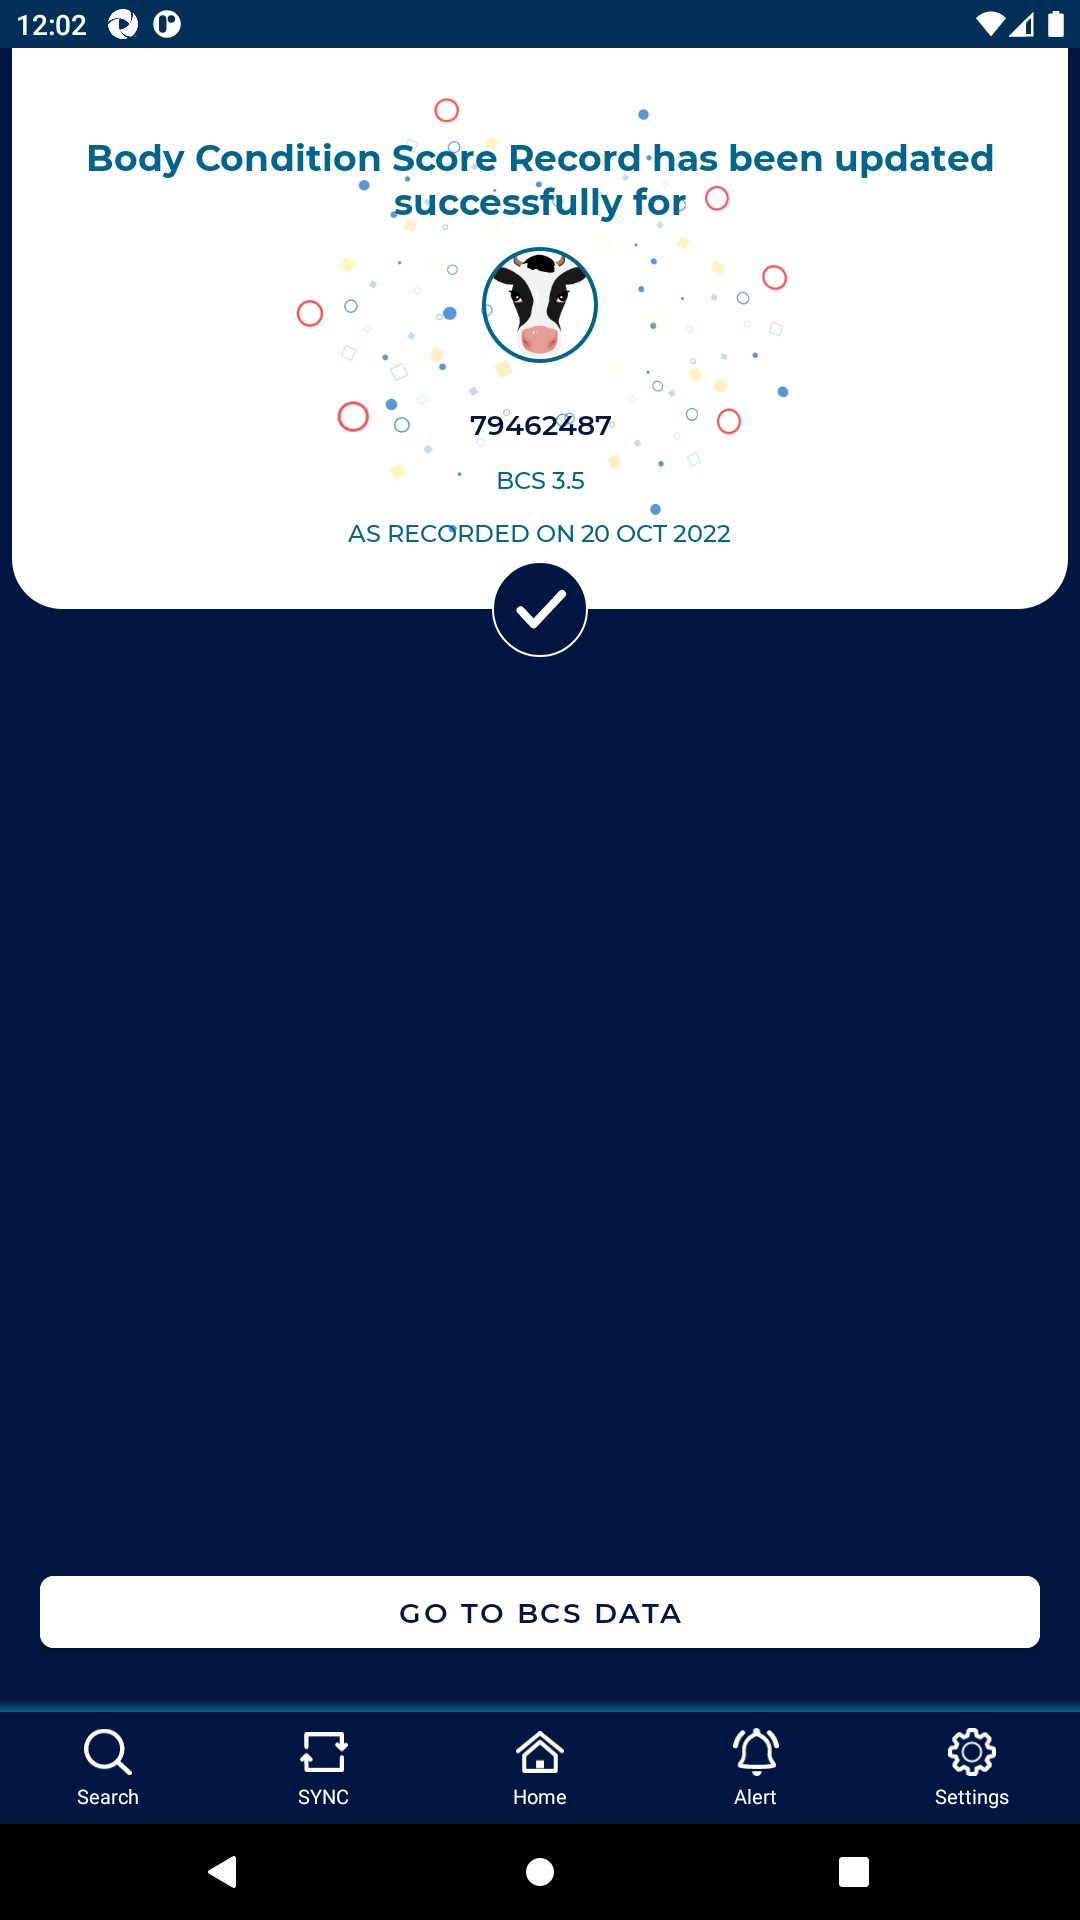 12:02
Body Condition Score Record has been updated
successfully for
79462487
BCS 3.5
AS RECORDED ON 20 OCT 2022
GO TO BCS DATA
Search
SYNC
Home
Alert
Settings